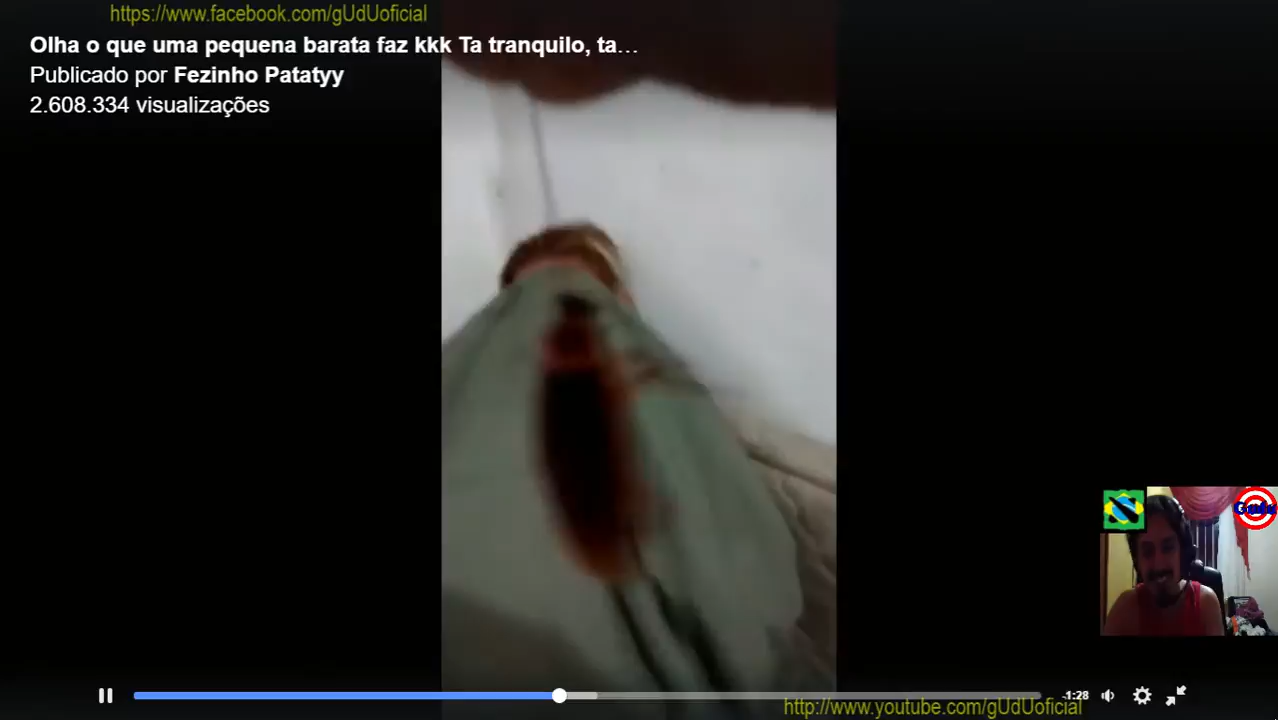 https://www.facebook.com/gUdUoficial
Olha o que uma pequena barata faz kkk Ta tranquilo, ta…
Publicado por Fezinho Patatyy
2.608.334 visualizações
-1:28
http://www.youtube.com/gUdUoficial